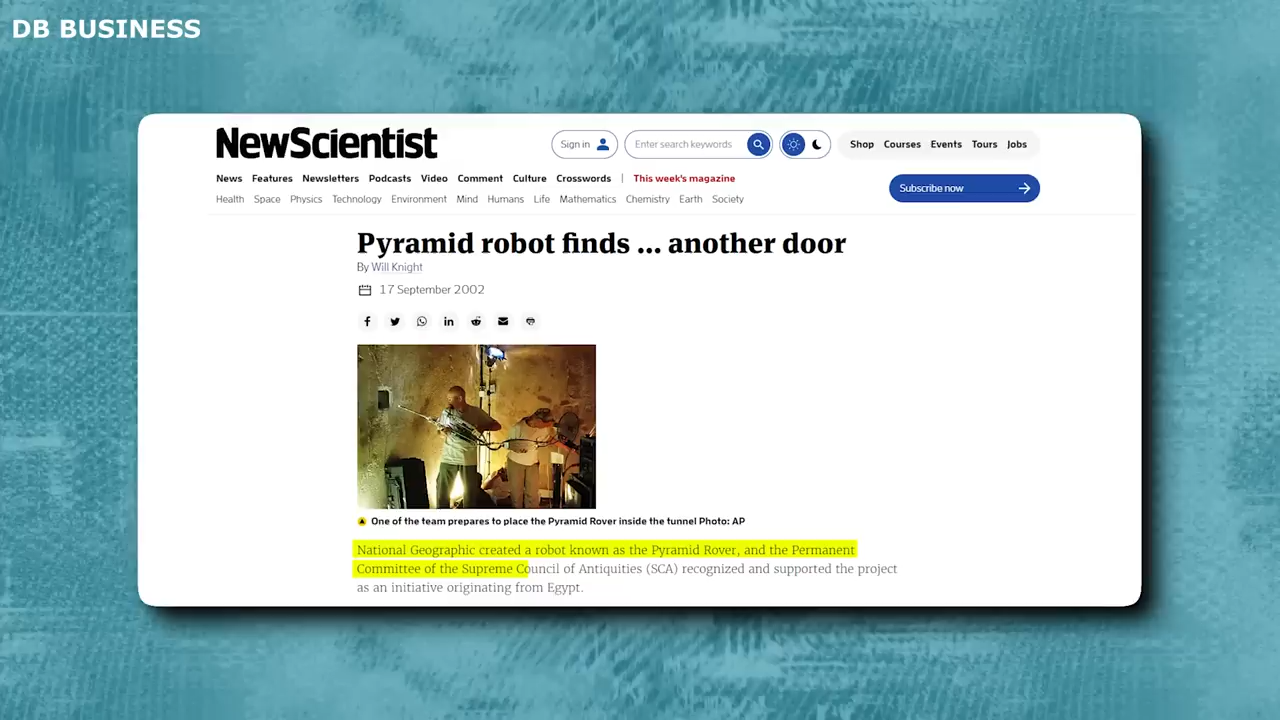 DB BUSINESS
NewScientist
Sign in
Enter search keywords
Shop Courses Events Tours Jobs
News Features Newsletters Podcasts Video Comment Culture Crosswords | This week's magazine
Subscribe now
Health Space Physics Technology Environment Mind Humans Life Mathematics Chemistry Earth Society
Pyramid robot finds ... another door
By Will Knight
17 September 2002
One of the team prepares to place the Pyramid Rover inside the tunnel Photo: AP
National Geographic created a robot known as the Pyramid Rover, and the Permanent
Committee of the Supreme Council of Antiquities (SCA) recognized and supported the project
as an initiative originating from Egypt.